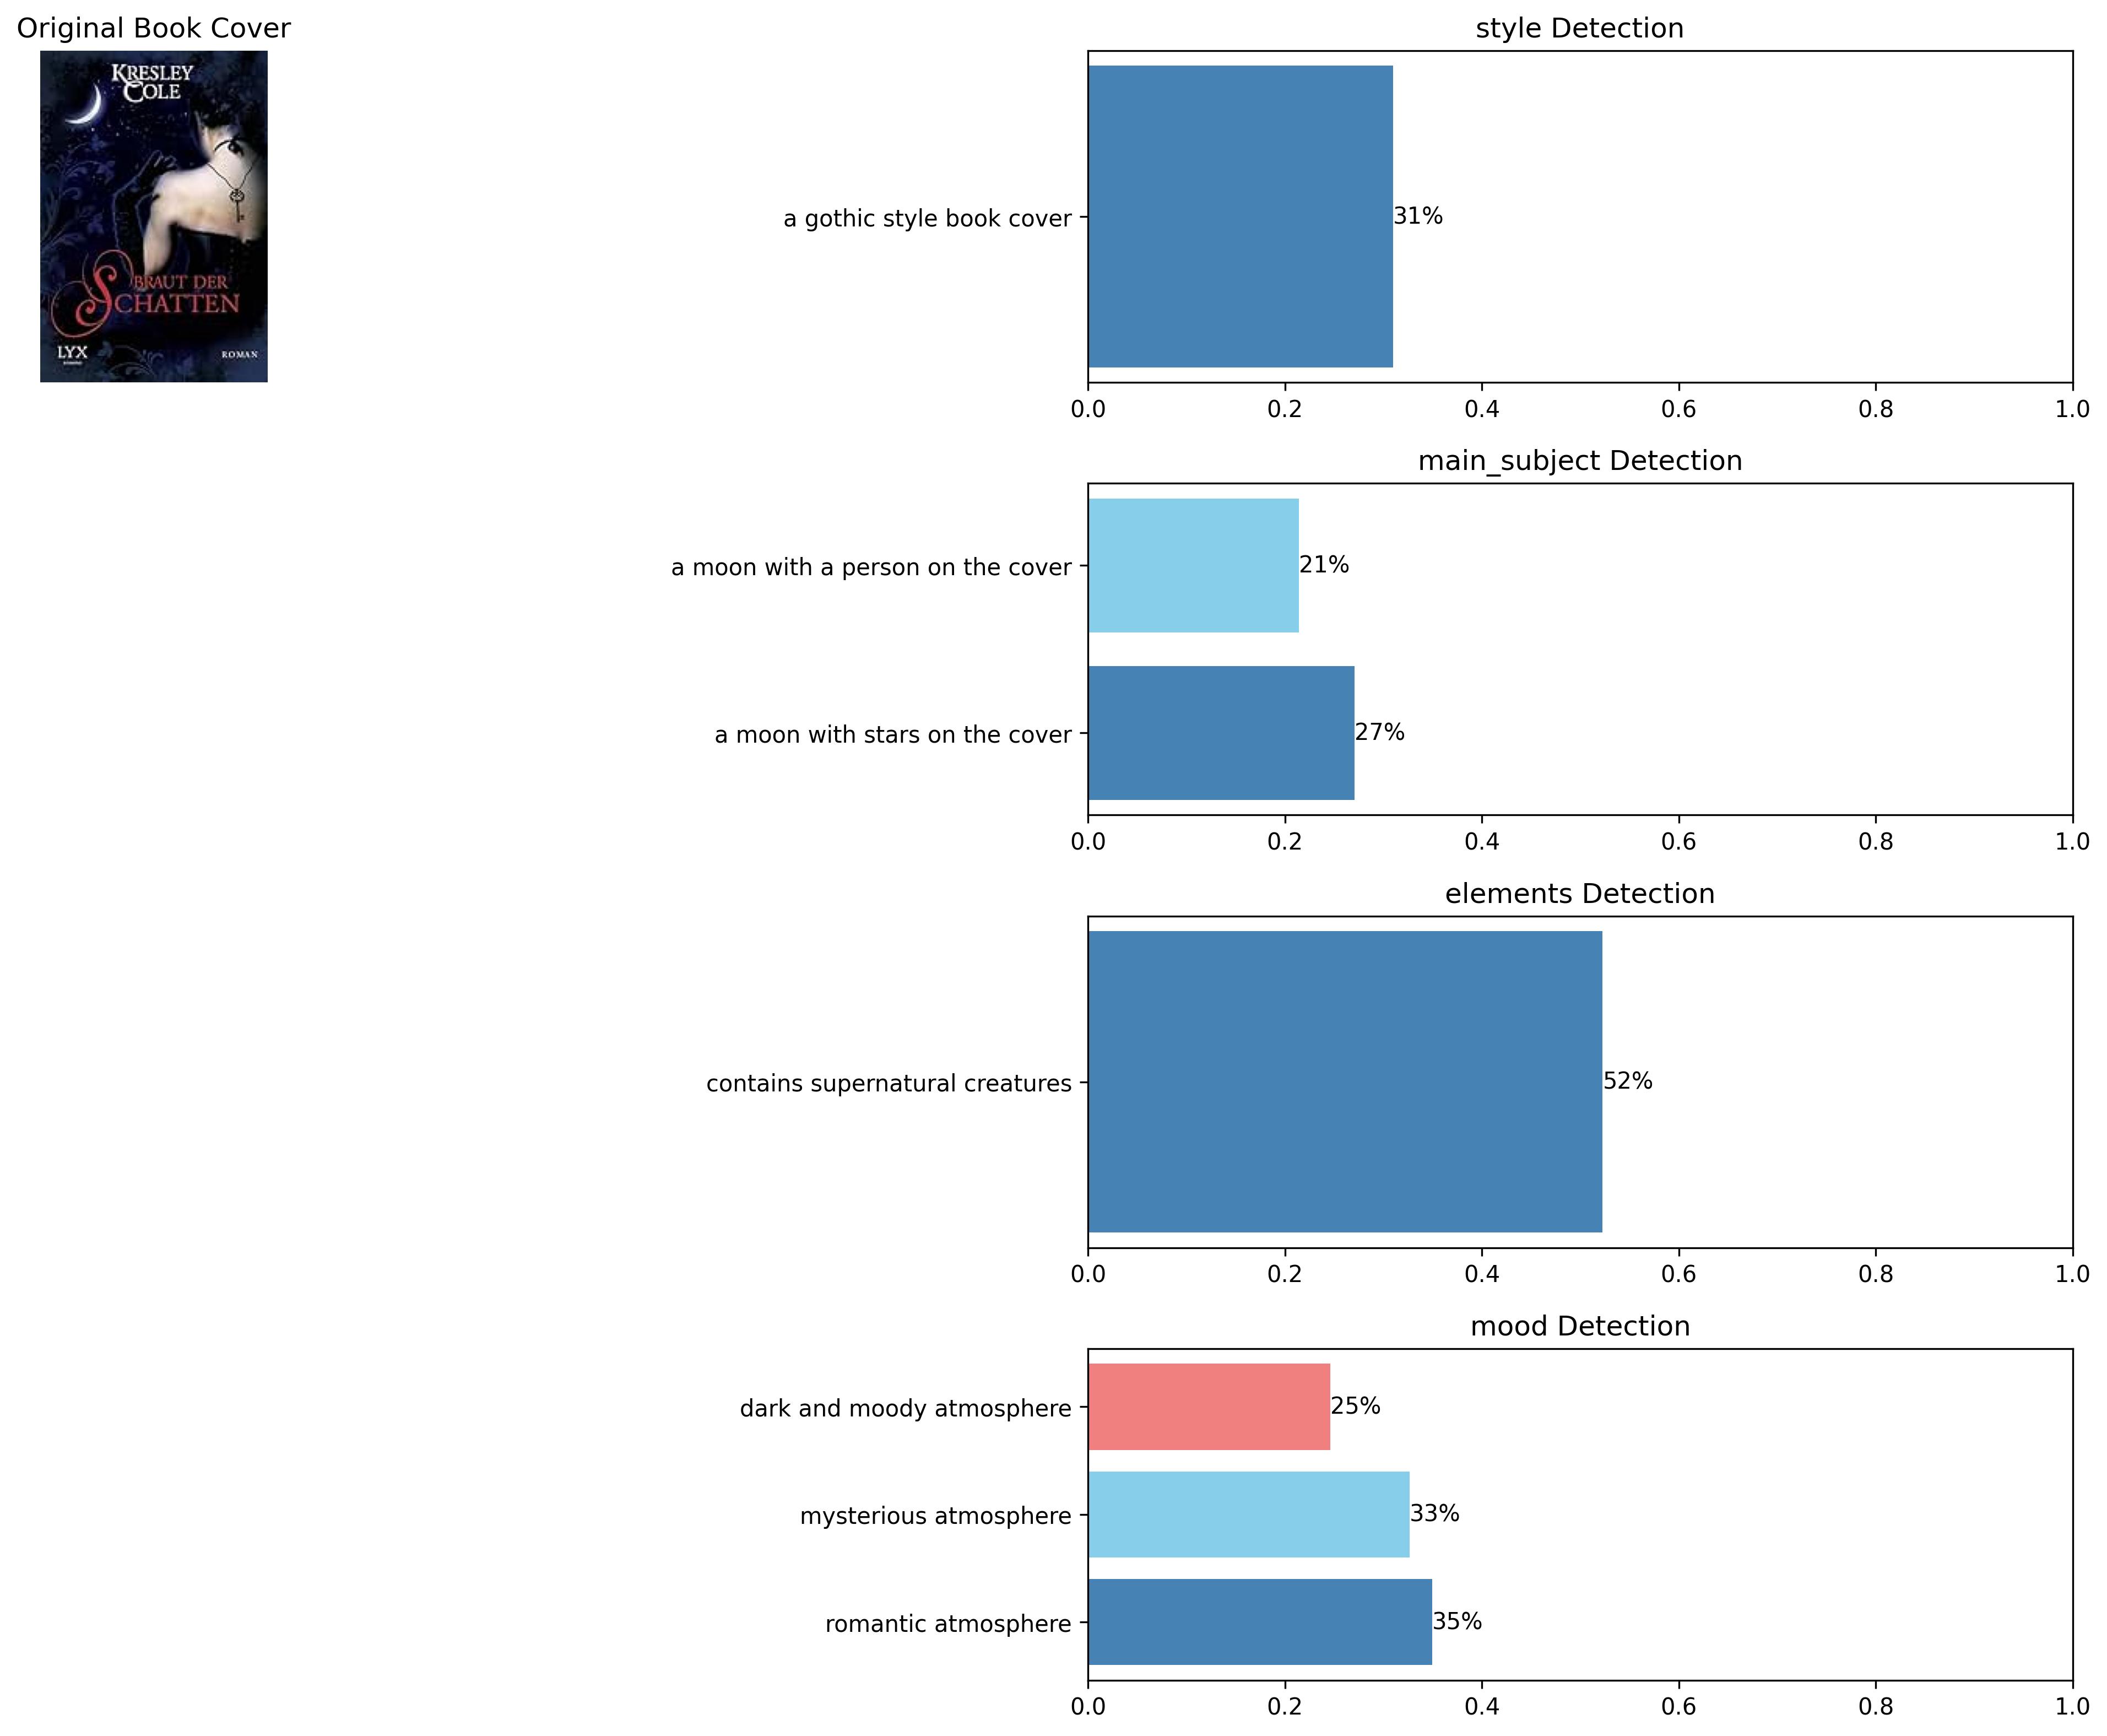 Original Book Cover
KRESLEY
COLE
BRAUT DER
SCHATTEN
LYX
ROMAN
style Detection
a gothic style book cover
31%
0.0 0.2 0.4 0.6 0.8 1.0
main_subject Detection
a moon with a person on the cover
21%
a moon with stars on the cover
27%
0.0 0.2 0.4 0.6 0.8 1.0
elements Detection
contains supernatural creatures
52%
0.0 0.2 0.4 0.6 0.8 1.0
mood Detection
dark and moody atmosphere
25%
mysterious atmosphere
33%
romantic atmosphere
35%
0.0 0.2 0.4 0.6 0.8 1.0